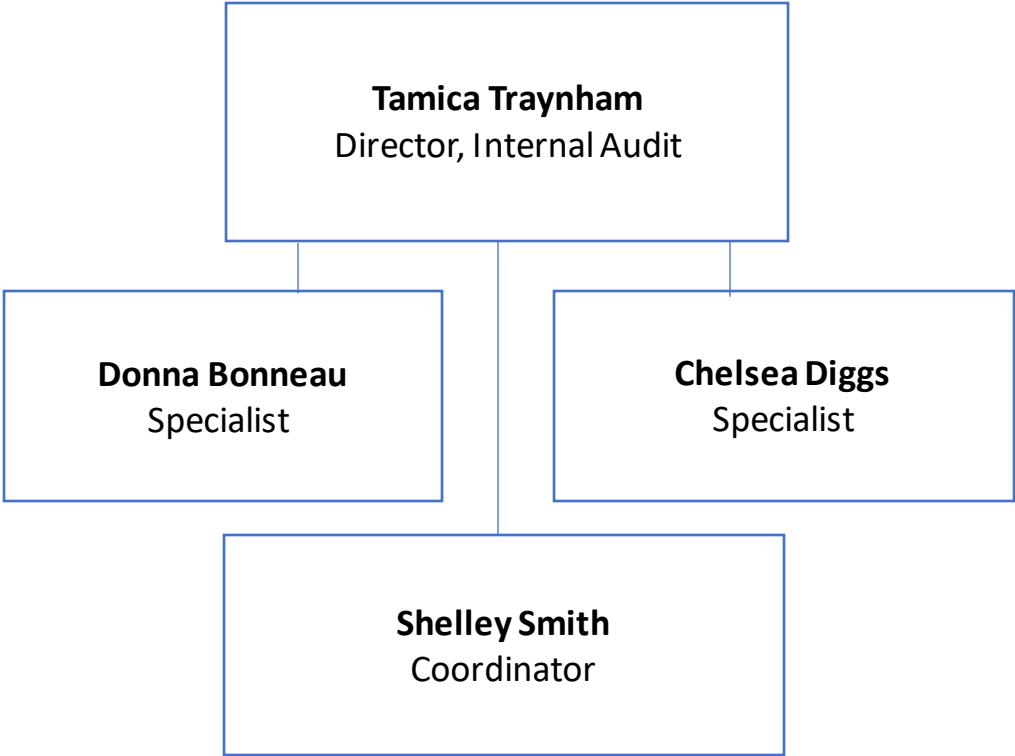 Tamica Traynham
Director, Internal Audit
Donna Bonneau
Specialist
Chelsea Diggs
Specialist
Shelley Smith
Coordinator